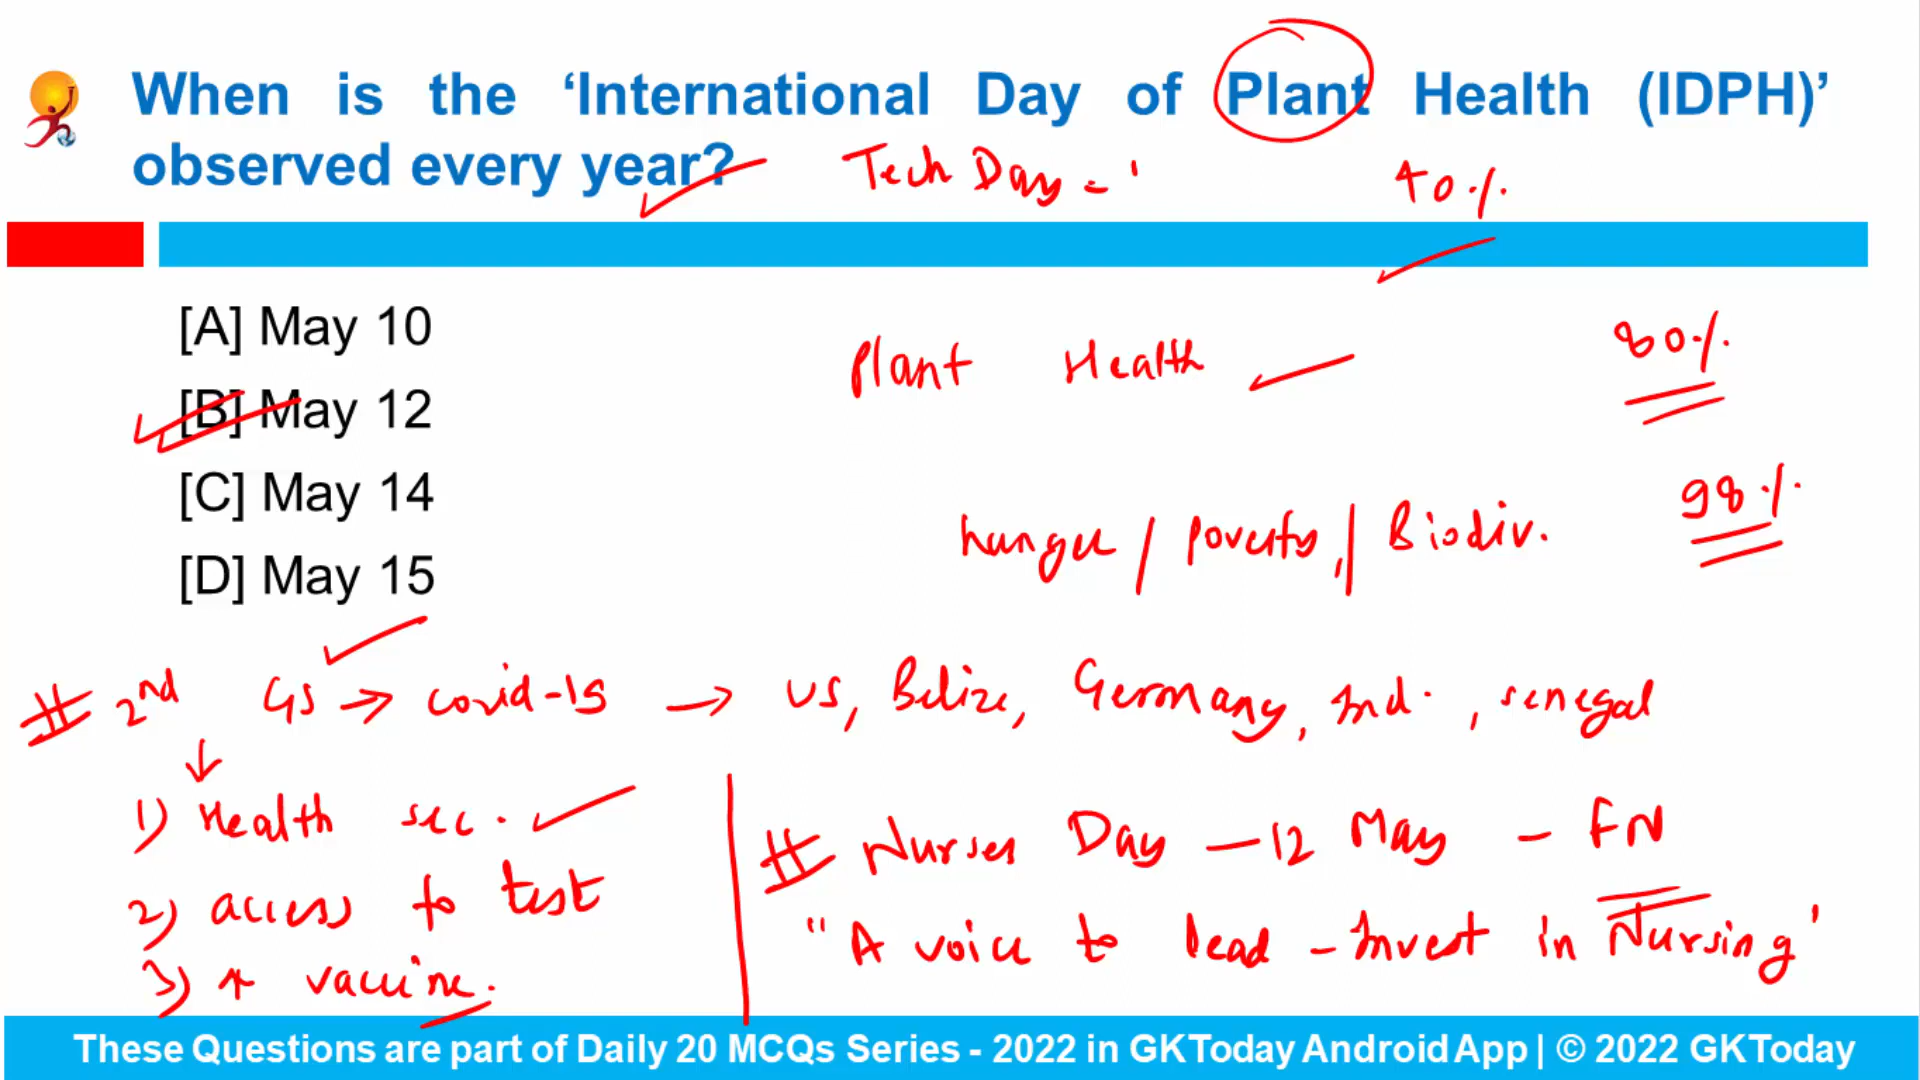 When is the ‘International Day of Plant Health (IDPH)’
observed every year?
Tech Day = '
40%
[A] May 10
[B] May 12
[C] May 14
[D] May 15
Plant Health
80%
hunger / Poverty / Biodiv.
98%
# 2nd GS → covid-19 → US, Belize, Germany, Ind., Senegal
↓
1) Health sec.
2) access to test
3) + vaccine.
# Nurses Day – 12 May – FN
"A voice to lead – Invest in Nursing'
These Questions are part of Daily 20 MCQs Series - 2022 in GKToday Android App | © 2022 GKToday